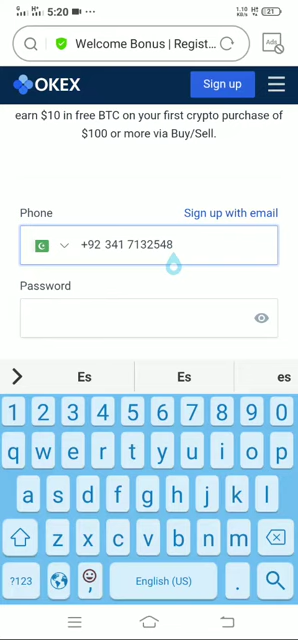 5:20
1.10 KB/s 21
Welcome Bonus | Regist...
Ads
OKEX
Sign up
earn $10 in free BTC on your first crypto purchase of
$100 or more via Buy/Sell.
Phone
Sign up with email
+92 341 7132548
Password
Es Es es
1 2 3 4 5 6 7 8 9 0
q w e r t y u i o p
a s d f g h j k l
z x c v b n m
?123 , English (US) .